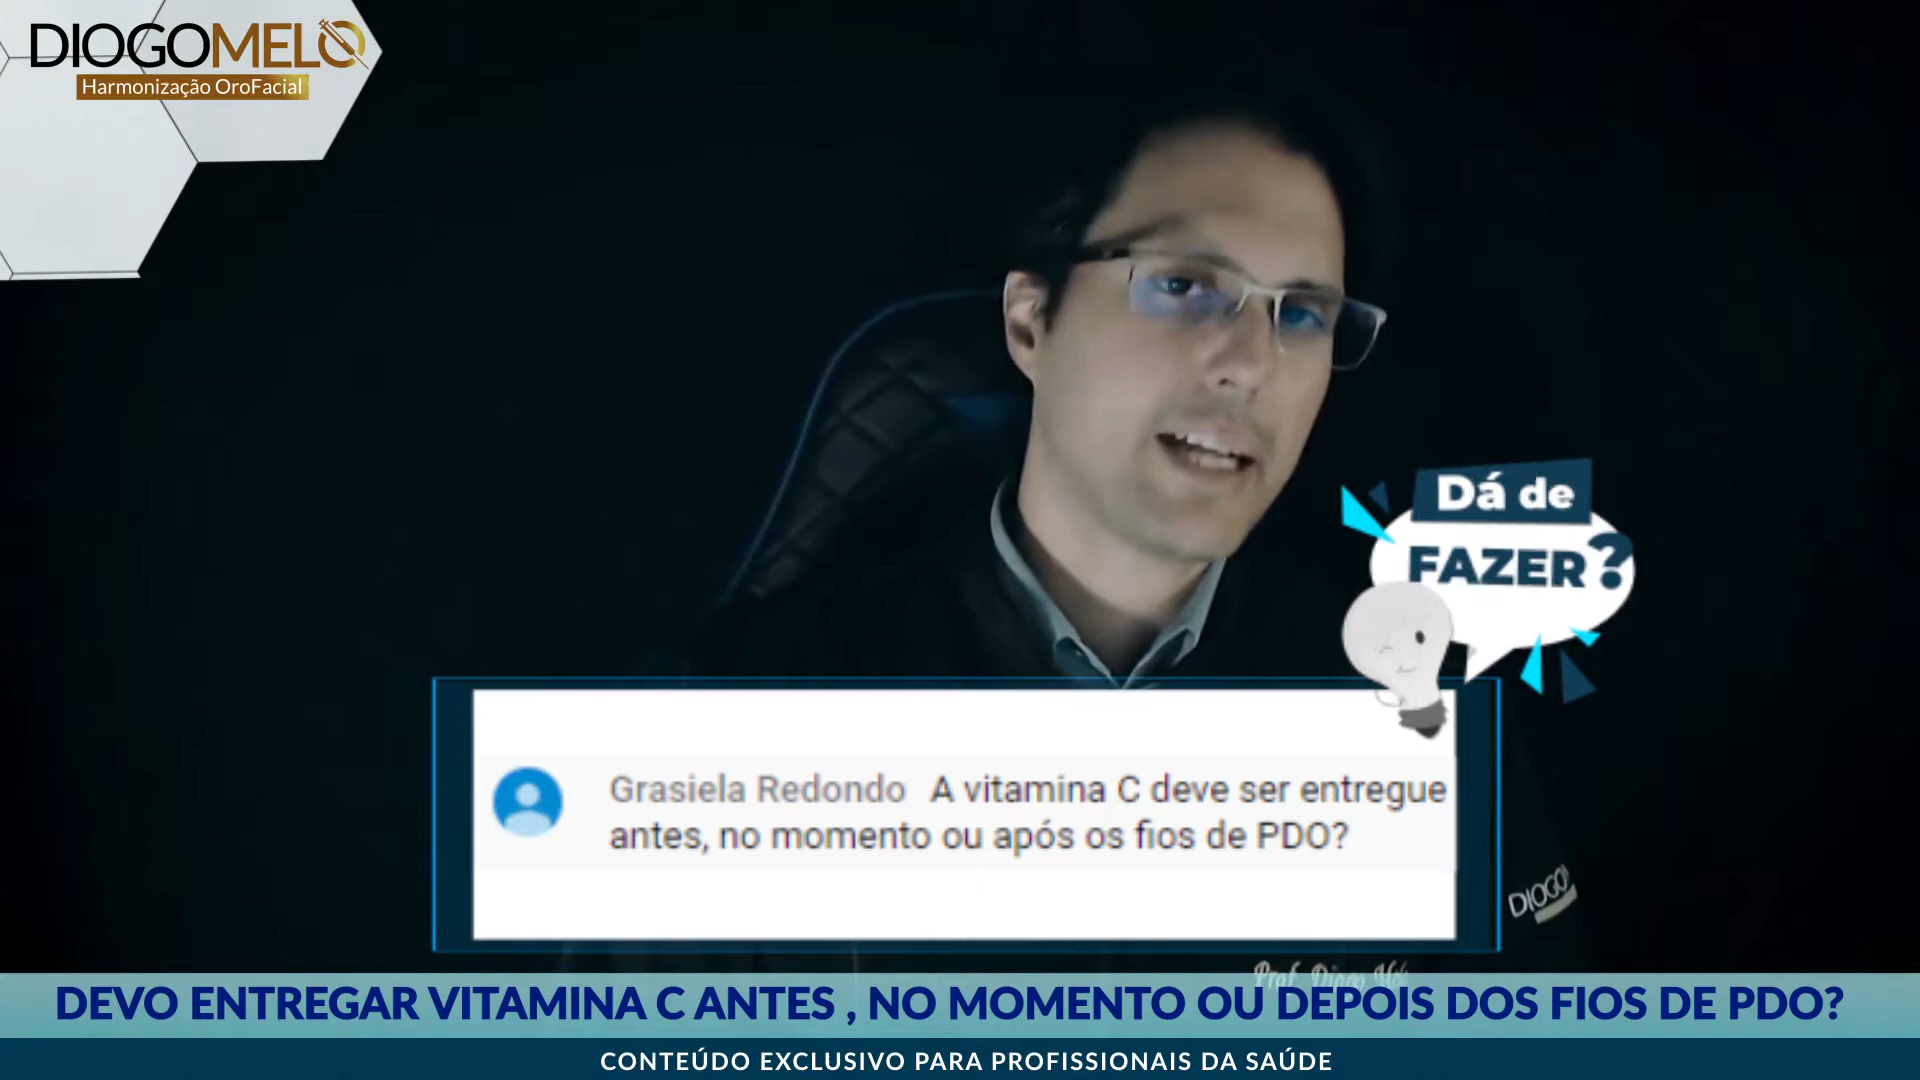 DIOGOMELO
Harmonização OroFacial
Dá de
FAZER?
Grasiela Redondo A vitamina C deve ser entregue
antes, no momento ou após os fios de PDO?
DIOGO
Prof. Diogo
DEVO ENTREGAR VITAMINA C ANTES , NO MOMENTO OU DEPOIS DOS FIOS DE PDO?
CONTEÚDO EXCLUSIVO PARA PROFISSIONAIS DA SAÚDE